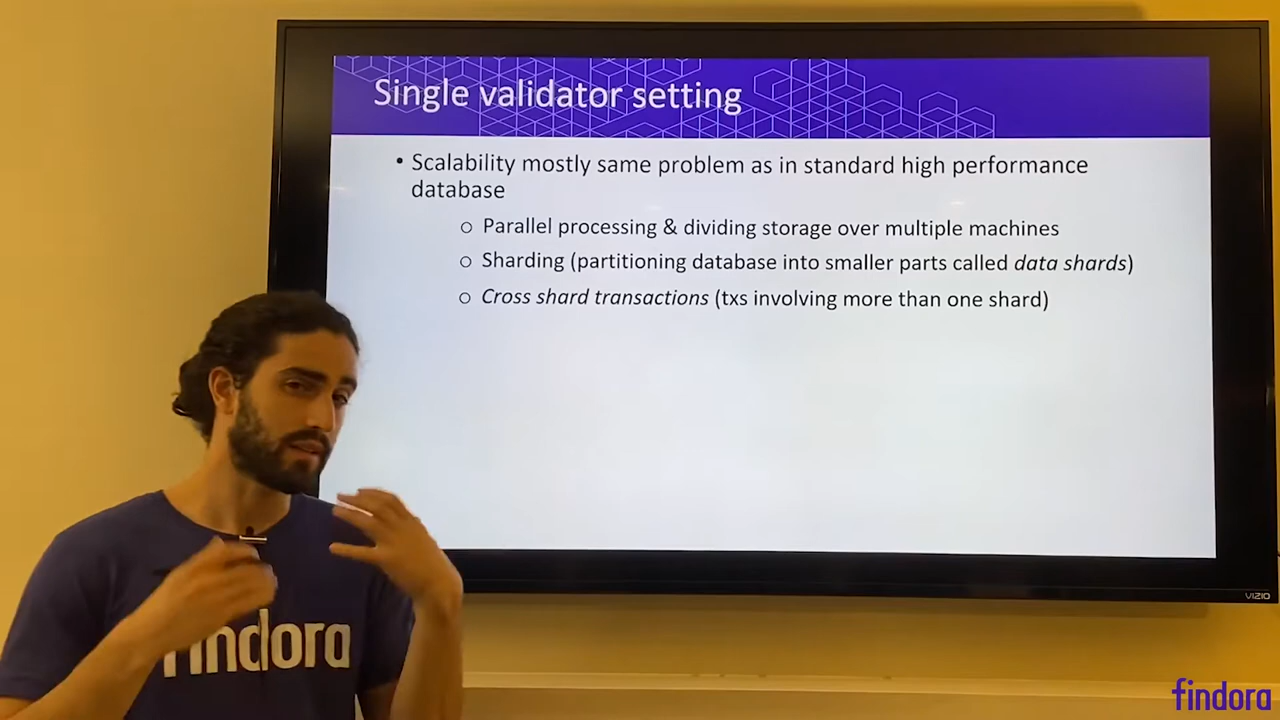 Single validator setting
• Scalability mostly same problem as in standard high performance
database
o Parallel processing & dividing storage over multiple machines
o Sharding (partitioning database into smaller parts called data shards)
o Cross shard transactions (txs involving more than one shard)
VIZIO
findora
findora